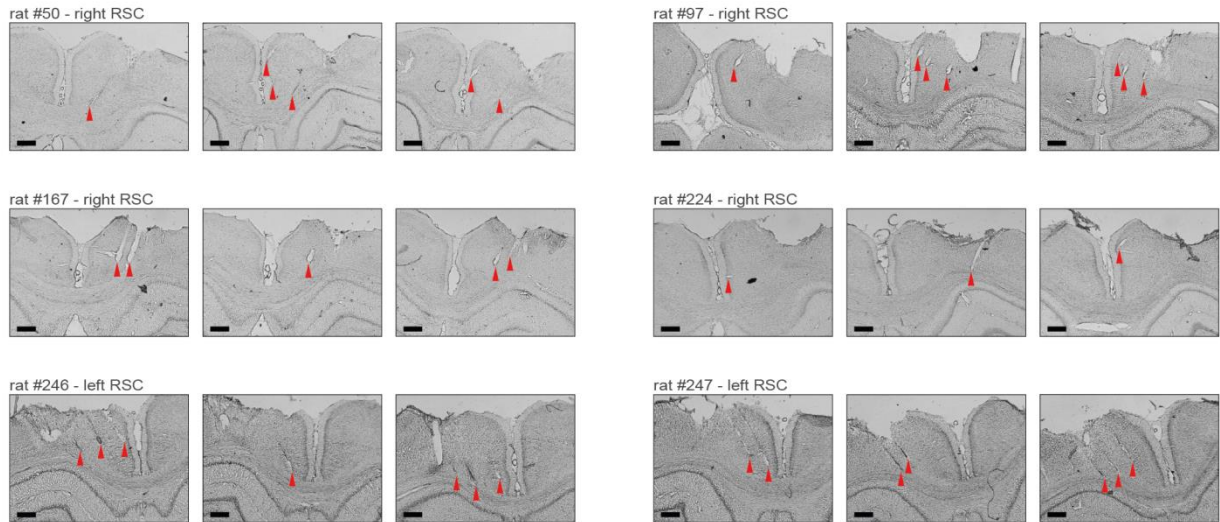 rat #50 - right RSC
rat #97 - right RSC
rat #167 - right RSC
rat #224 - right RSC
rat #246 - left RSC
rat #247 - left RSC